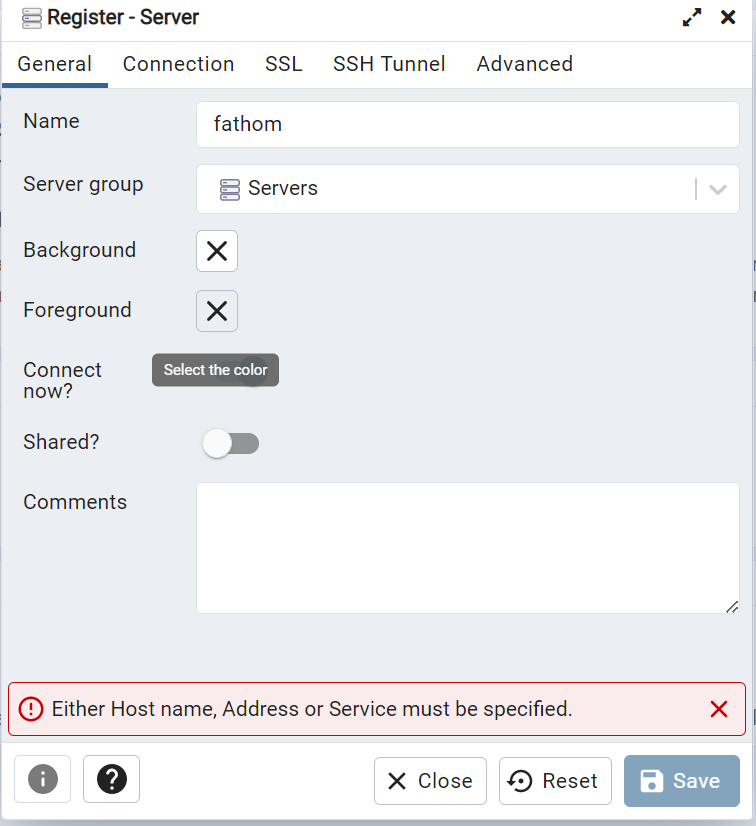 Register - Server
General Connection SSL SSH Tunnel Advanced
Name fathom
Server group Servers
Background
Foreground
Connect now? Select the color
Shared?
Comments
Either Host name, Address or Service must be specified.
Close Reset Save